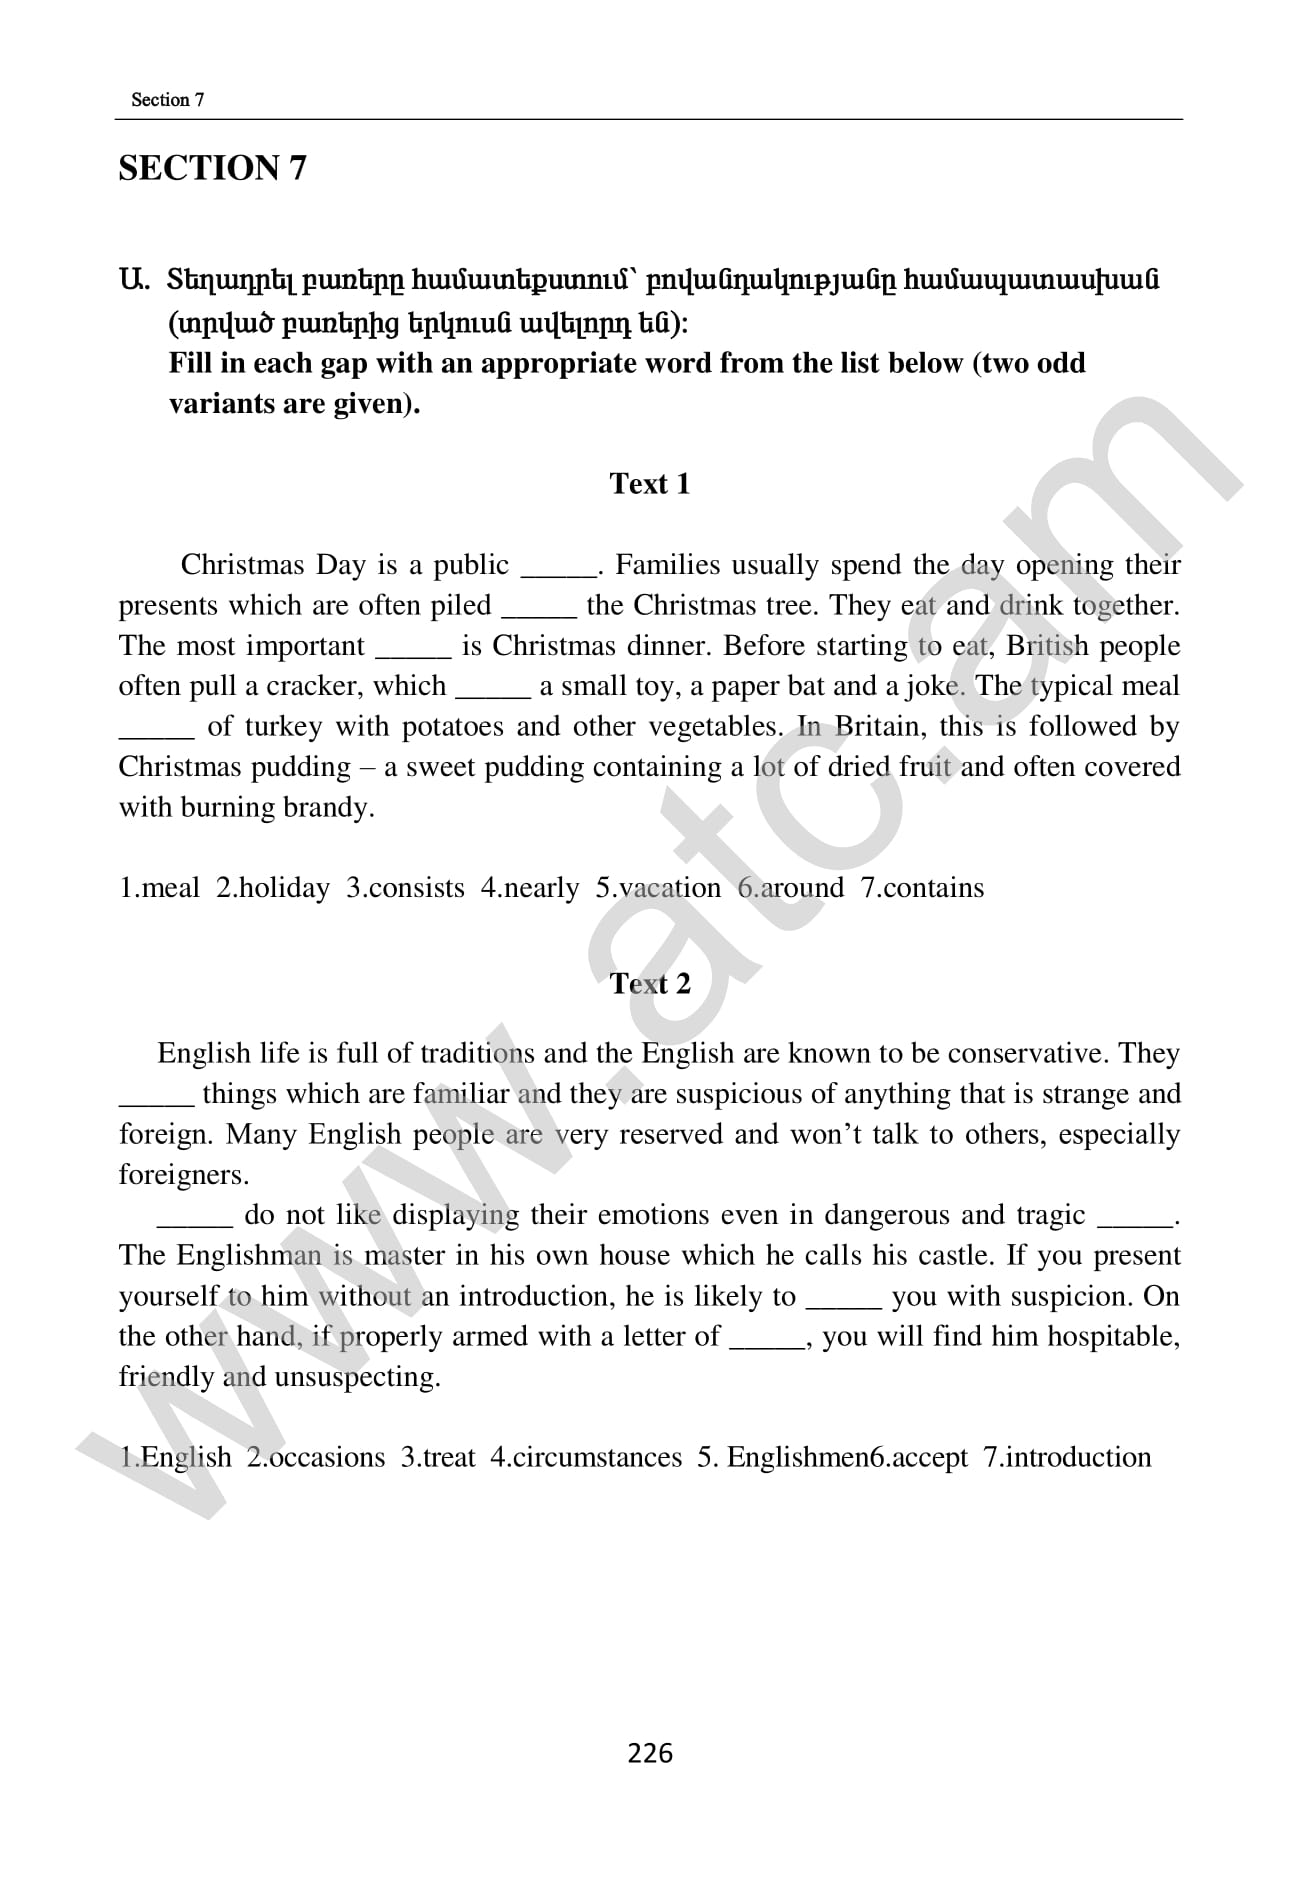 Section 7
SECTION 7
Ա. Տեղադրել բառերը համատեքստում՝ բովանդակությանը համապատասխան
(տրված բառերից երկուսն ավելորդ են):
Fill in each gap with an appropriate word from the list below (two odd
variants are given).
Text 1
Christmas Day is a public _____. Families usually spend the day opening their
presents which are often piled _____ the Christmas tree. They eat and drink together.
The most important _____ is Christmas dinner. Before starting to eat, British people
often pull a cracker, which _____ a small toy, a paper bat and a joke. The typical meal
_____ of turkey with potatoes and other vegetables. In Britain, this is followed by
Christmas pudding – a sweet pudding containing a lot of dried fruit and often covered
with burning brandy.
1.meal 2.holiday 3.consists 4.nearly 5.vacation 6.around 7.contains
Text 2
English life is full of traditions and the English are known to be conservative. They
_____ things which are familiar and they are suspicious of anything that is strange and
foreign. Many English people are very reserved and won't talk to others, especially
foreigners.
_____ do not like displaying their emotions even in dangerous and tragic _____.
The Englishman is master in his own house which he calls his castle. If you present
yourself to him without an introduction, he is likely to _____ you with suspicion. On
the other hand, if properly armed with a letter of _____, you will find him hospitable,
friendly and unsuspecting.
1.English 2.occasions 3.treat 4.circumstances 5. Englishmen6.accept 7.introduction
226
www.atc.am